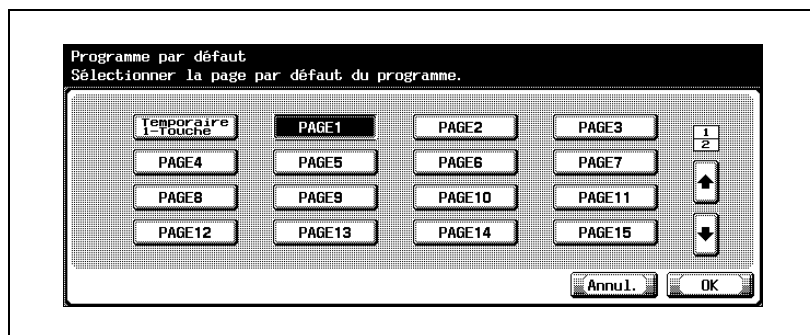 Programme par défaut
Sélectionner la page par défaut du programme.
Temporaire
1-Touche
PAGE1
PAGE2
PAGE3
1
2
PAGE4
PAGE5
PAGE6
PAGE7
PAGE8
PAGE9
PAGE10
PAGE11
PAGE12
PAGE13
PAGE14
PAGE15
Annul.
OK